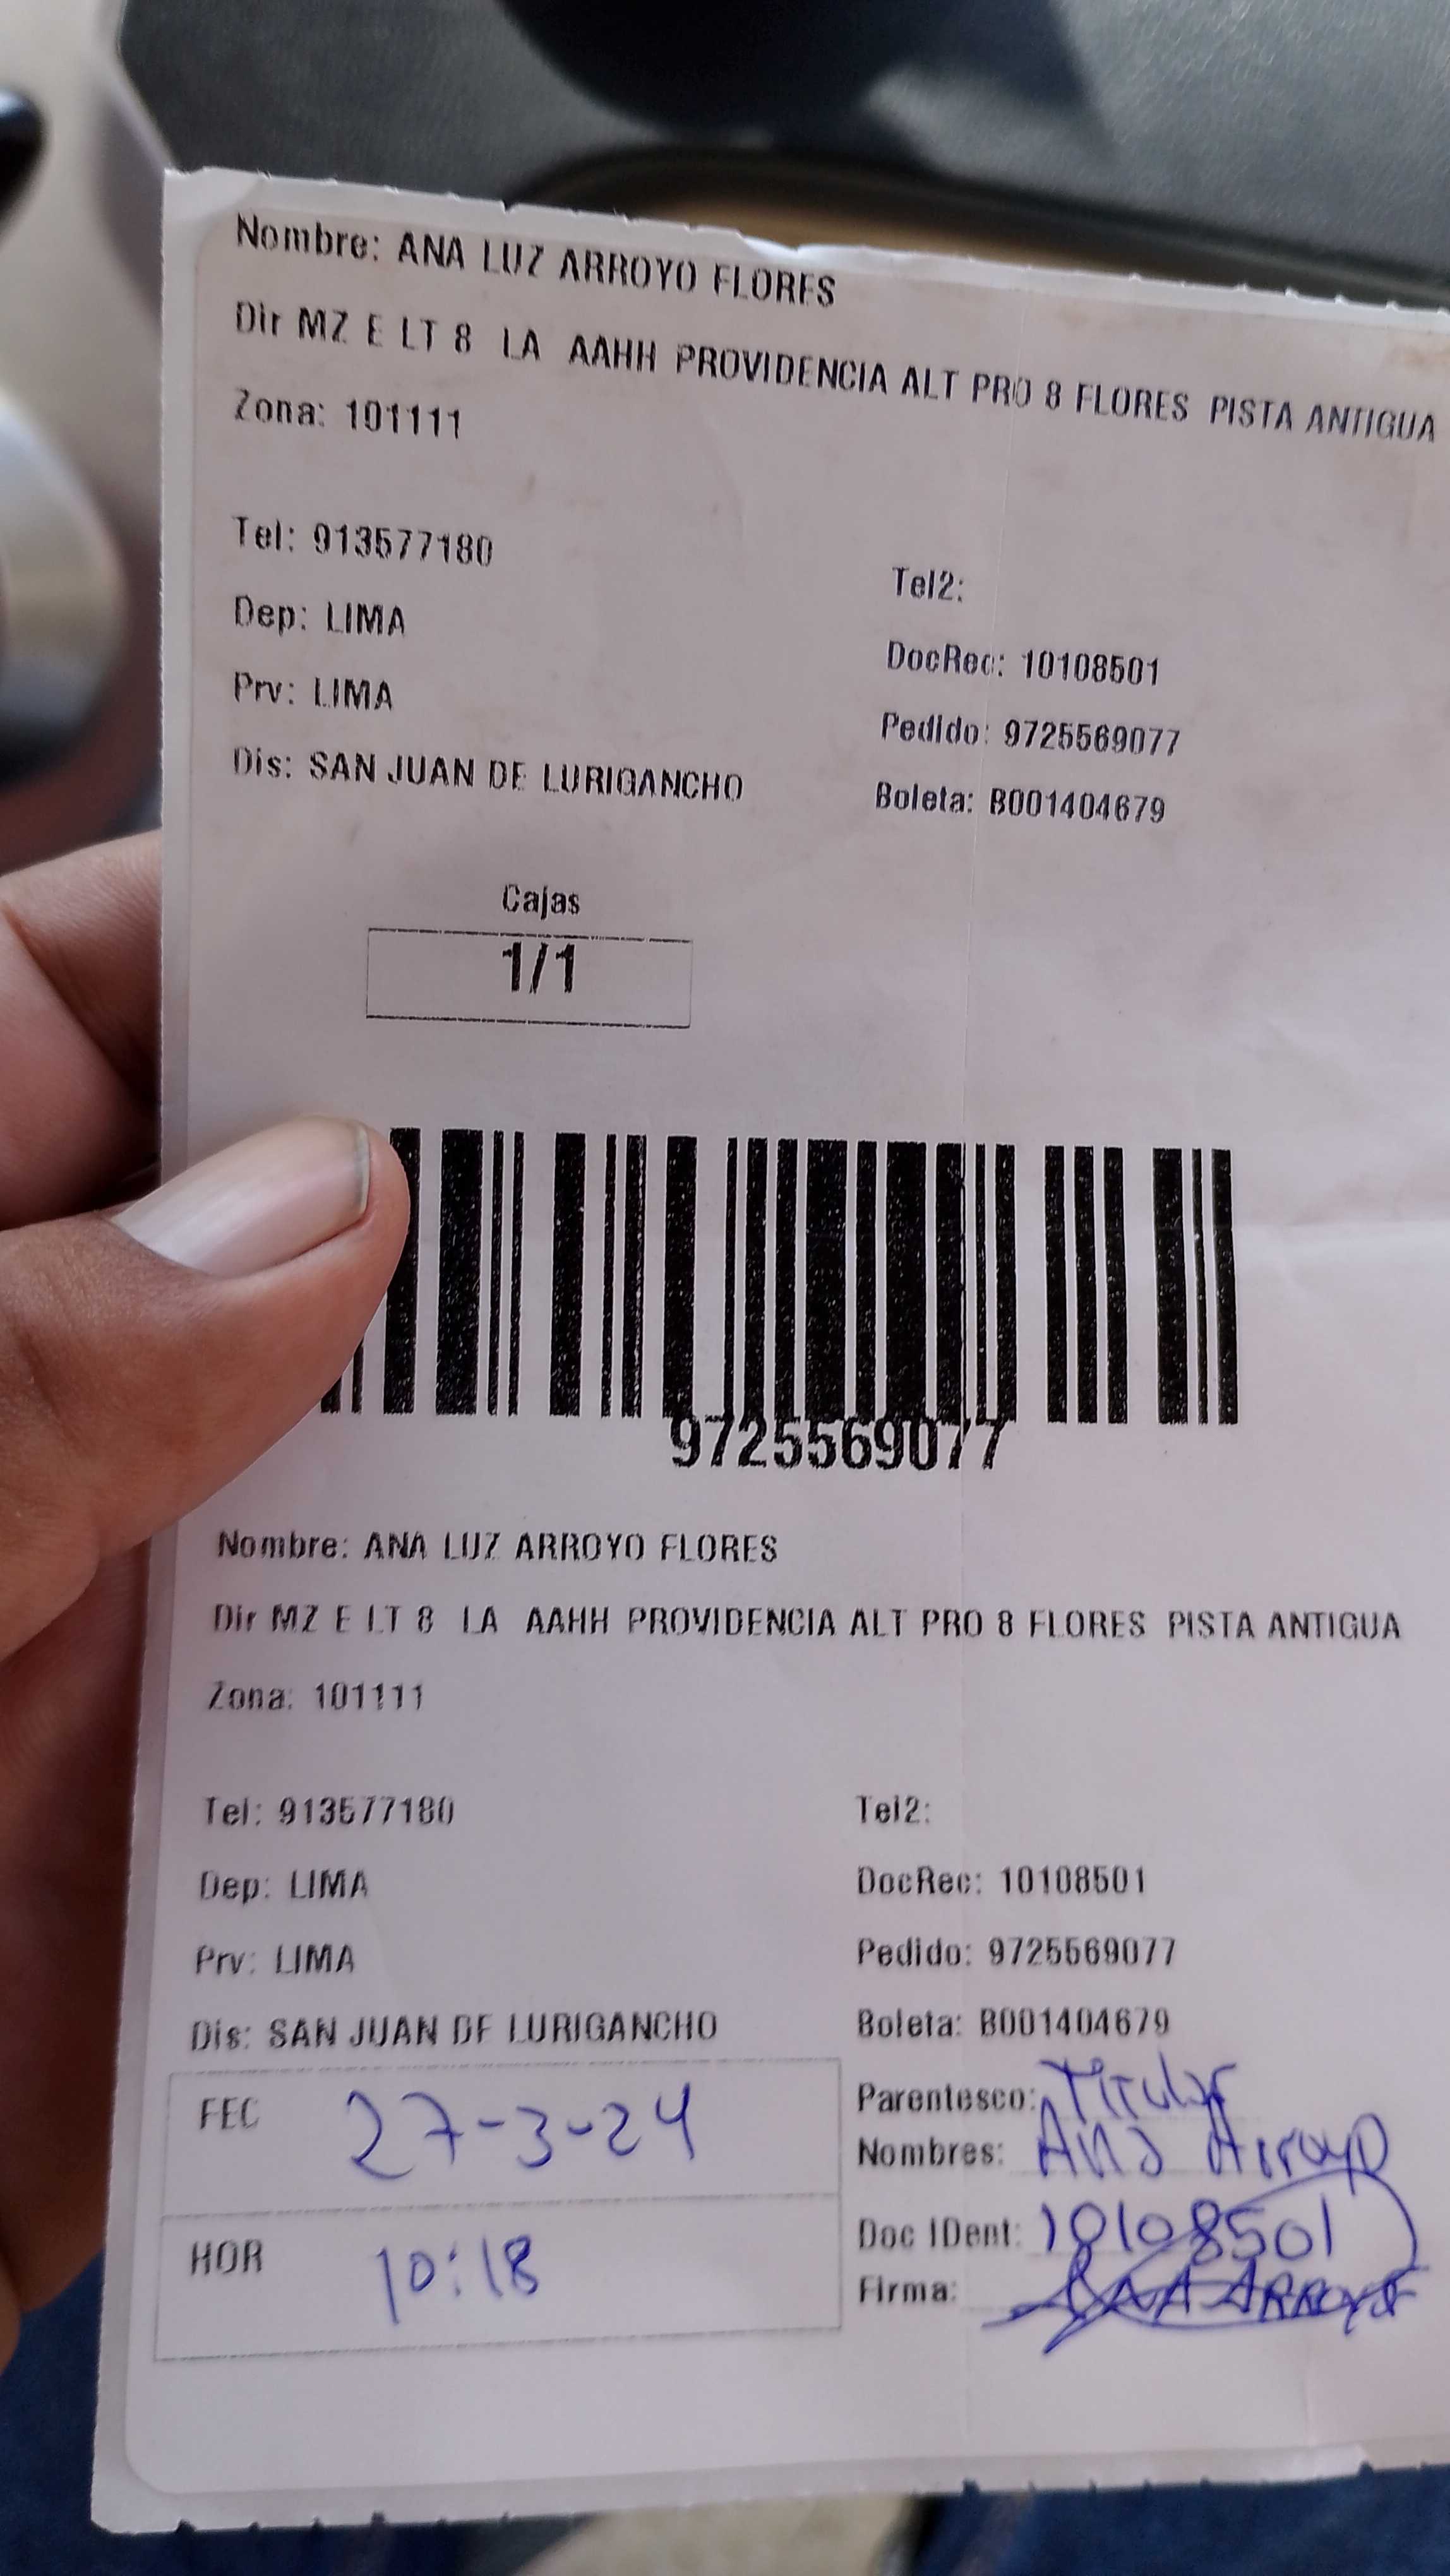 Nombre: ANA LUZ ARROYO FLORES
Dir MZ E LT 8 LA AAHH PROVIDENCIA ALT PRO 8 FLORES PISTA ANTIGUA
Zona: 101111
Tel: 913577180
Tel2:
Dep: LIMA
DocRec: 10108501
Prv: LIMA
Pedido: 9725569077
Dis: SAN JUAN DE LURIGANCHO
Boleta: B001404679
Cajas
1/1
9725569077
Nombre: ANA LUZ ARROYO FLORES
Dir MZ E LT 8 LA AAHH PROVIDENCIA ALT PRO 8 FLORES PISTA ANTIGUA
Zona: 101111
Tel: 913577180
Tel2:
Dep: LIMA
DocRec: 10108501
Prv: LIMA
Pedido: 9725569077
Dis: SAN JUAN DE LURIGANCHO
Boleta: B001404679
FEC 27-3-24
Parentesco: Titular
Nombres: Ana Arroyo
HOR 10:18
Doc IDent: 10108501
Firma: ANA ARROYO